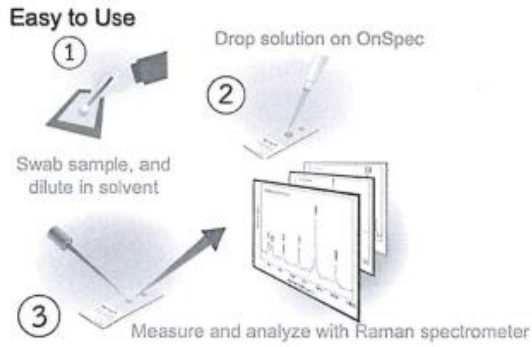 Easy to Use
1
Swab sample, and
dilute in solvent
Drop solution on OnSpec
2
3
Measure and analyze with Raman spectrometer